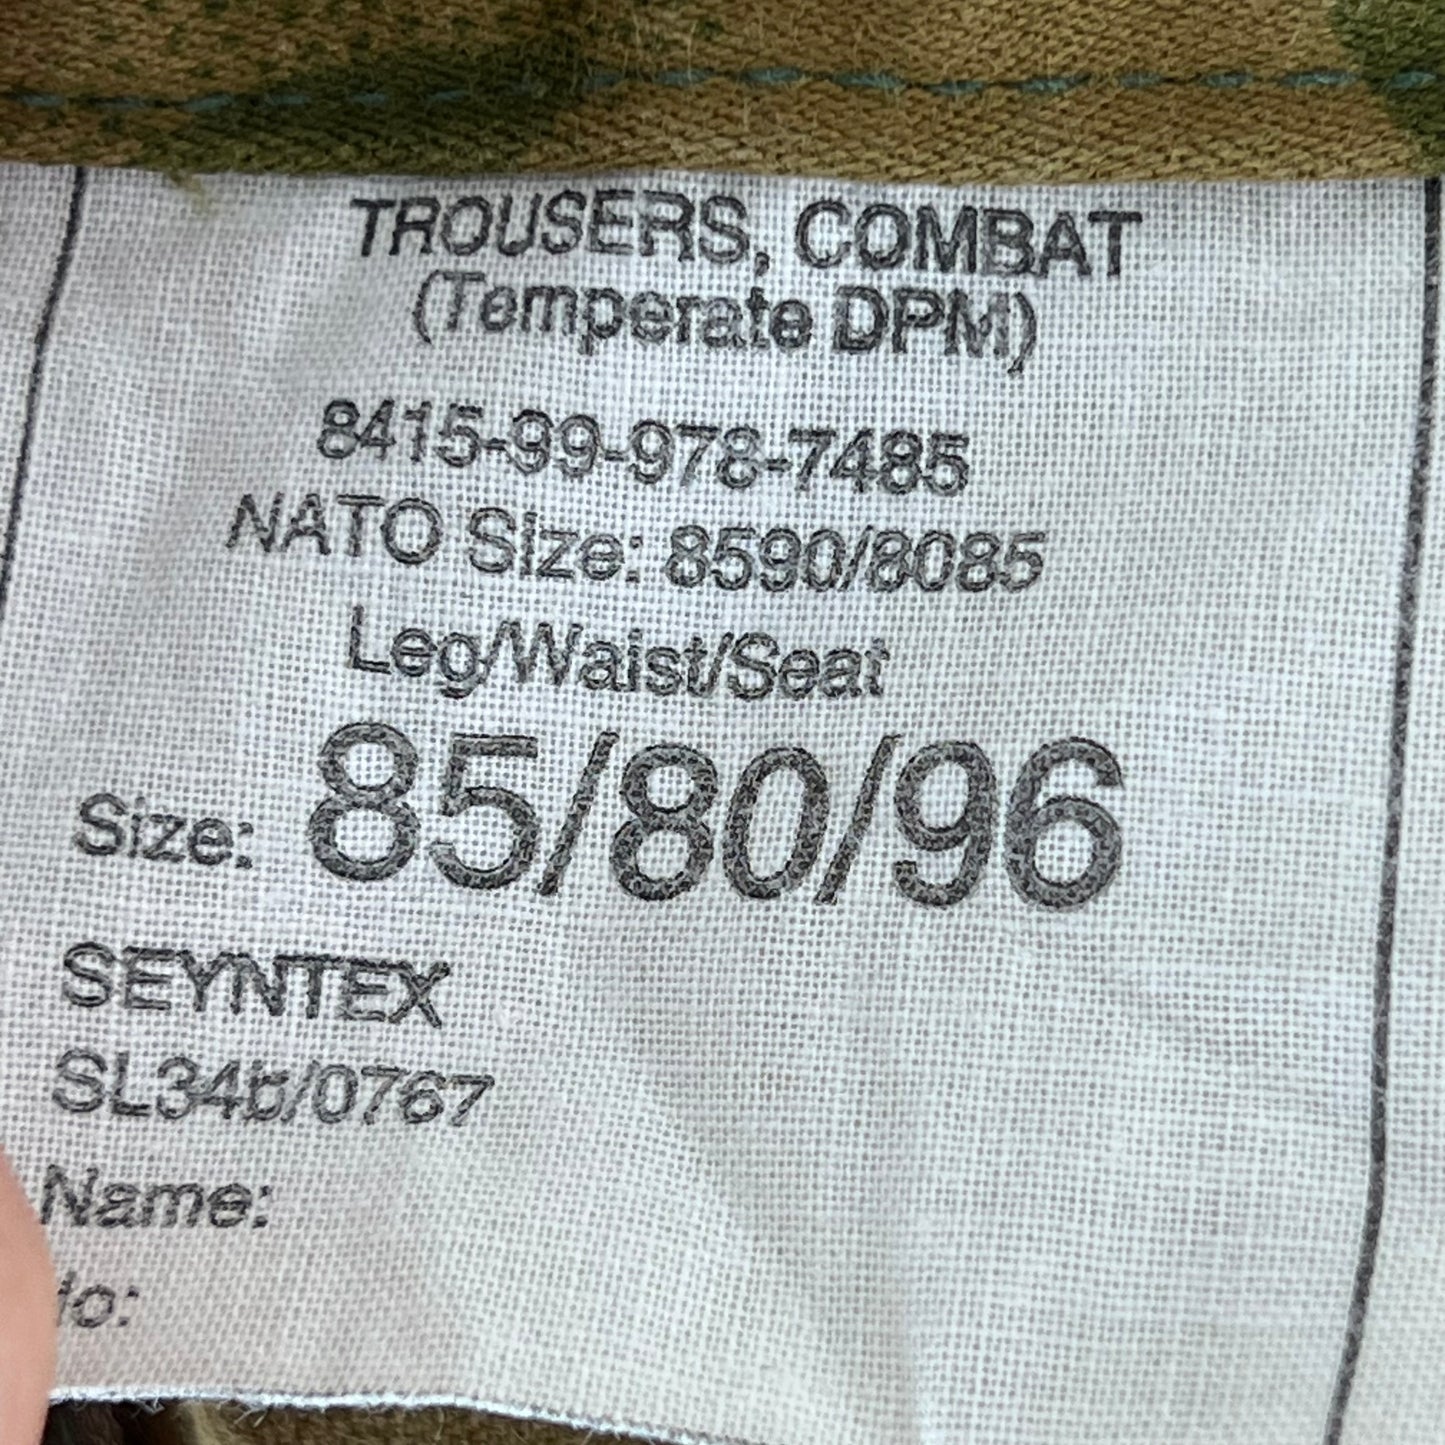 TROUSERS, COMBAT
(Temperate DPM)
8415-99-978-7485
NATO Size: 8590/8085
Leg/Waist/Seat
Size: 85/80/96
SEYNTEX
SL34b/0767
Name: